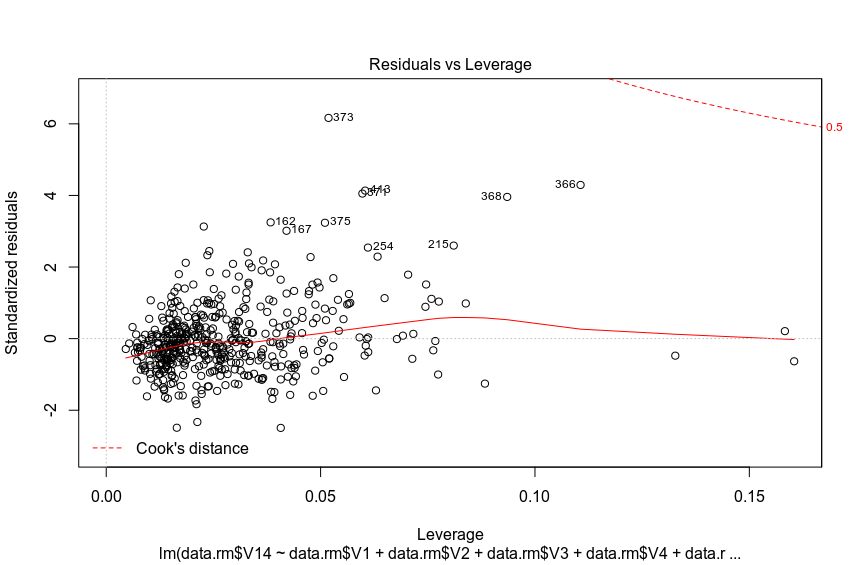 Residuals vs Leverage
Standardized residuals
6
4
2
0
-2
373
413
371
366
368
162
167
375
254
215
0.5
Cook's distance
0.00 0.05 0.10 0.15
Leverage
lm(data.rm$V14 ~ data.rm$V1 + data.rm$V2 + data.rm$V3 + data.rm$V4 + data.r ...